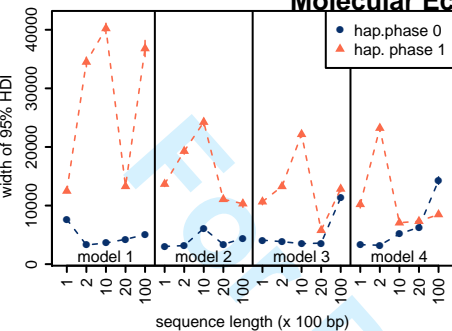 Molecular Ec
hap.phase 0
hap. phase 1
width of 95% HDI
40000
30000
20000
10000
0
model 1 model 2 model 3 model 4
1 2 10 20 100 1 2 10 20 100 1 2 10 20 100 1 2 10 20 100
sequence length (x 100 bp)
For